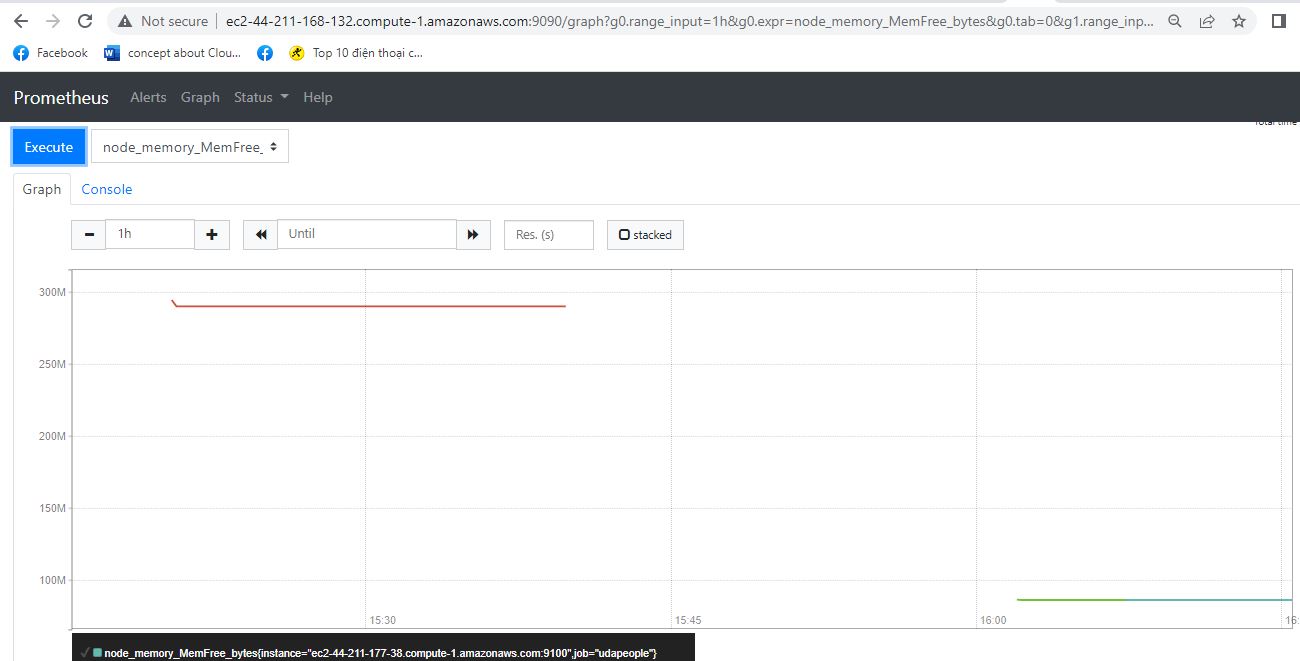 Not secure ec2-44-211-168-132.compute-1.amazonaws.com:9090/graph?g0.range_input=1h&g0.expr=node_memory_MemFree_bytes&g0.tab=0&g1.range_inp...
Facebook concept about Clou... Top 10 điện thoại c...
Prometheus Alerts Graph Status Help
Total time
Execute node_memory_MemFree_
Graph Console
1h Until Res. (s) stacked
300M
250M
200M
150M
100M
15:30 15:45 16:00 16:
node_memory_MemFree_bytes{instance="ec2-44-211-177-38.compute-1.amazonaws.com:9100",job="udapeople"}